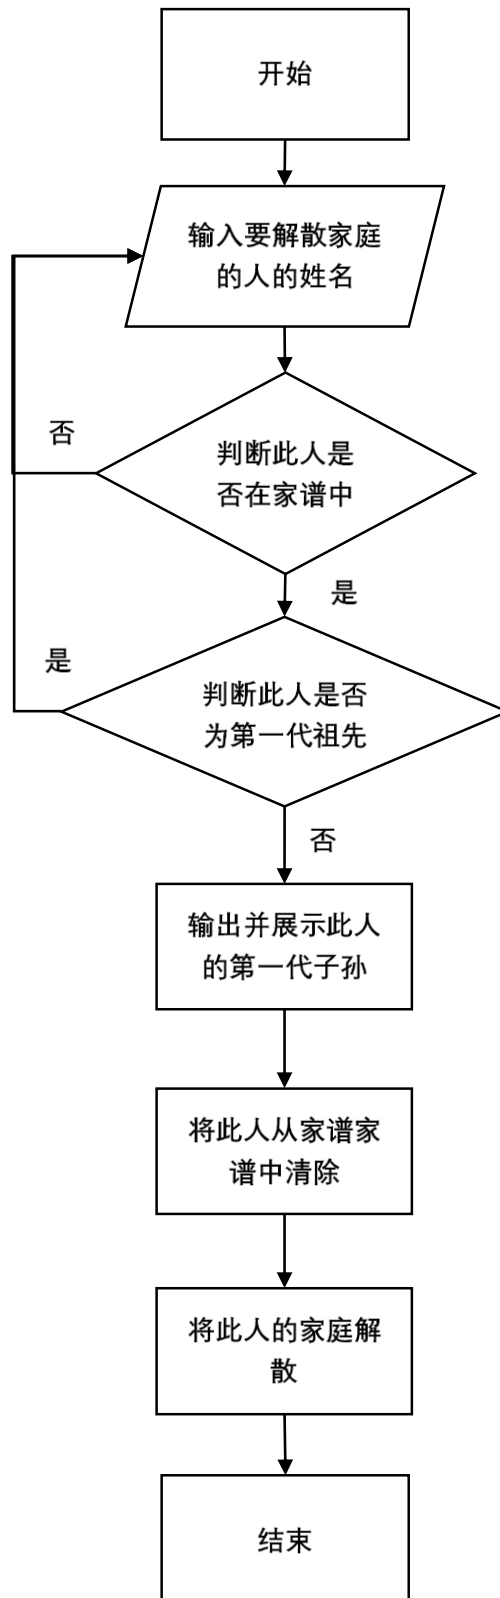 开始
输入要解散家庭
的人的姓名
否
判断此人是
否在家谱中
是
是
判断此人是否
为第一代祖先
否
输出并展示此人
的第一代子孙
将此人从家谱家
谱中清除
将此人的家庭解
散
结束